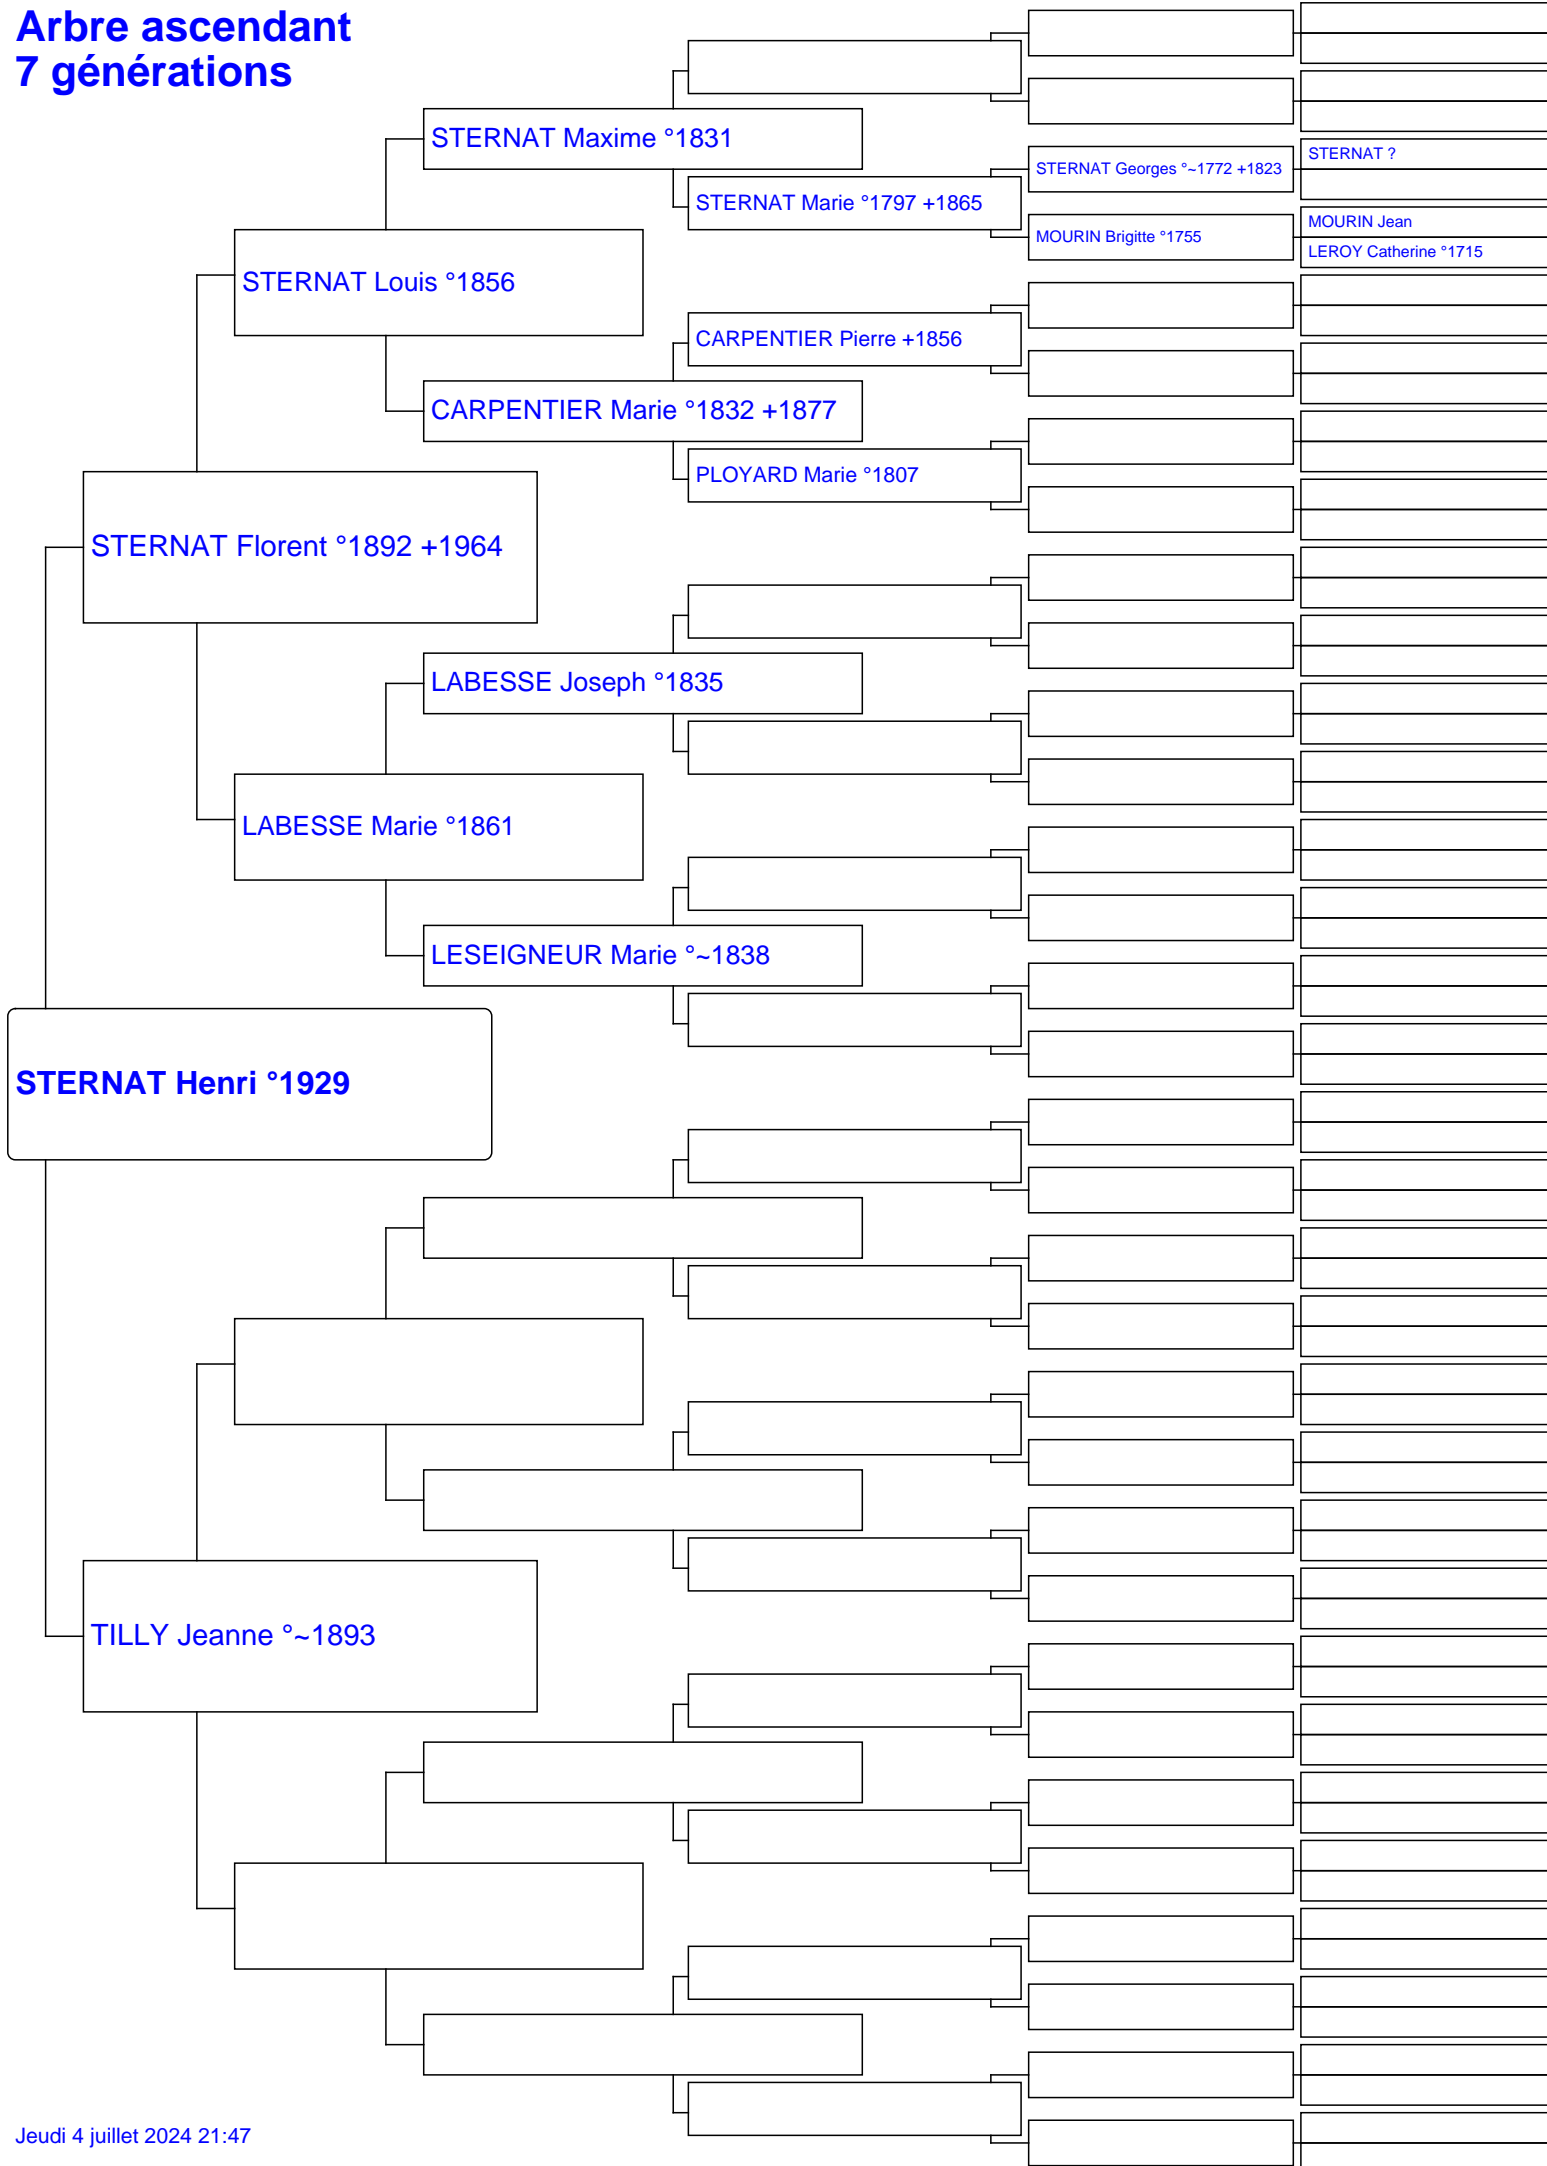 Arbre ascendant
7 générations
STERNAT Maxime °1831
STERNAT Georges °~1772 +1823
STERNAT ?
STERNAT Marie °1797 +1865
MOURIN Brigitte °1755
MOURIN Jean
LEROY Catherine °1715
STERNAT Louis °1856
CARPENTIER Pierre +1856
CARPENTIER Marie °1832 +1877
PLOYARD Marie °1807
STERNAT Florent °1892 +1964
LABESSE Joseph °1835
LABESSE Marie °1861
LESEIGNEUR Marie °~1838
STERNAT Henri °1929
TILLY Jeanne °~1893
Jeudi 4 juillet 2024 21:47